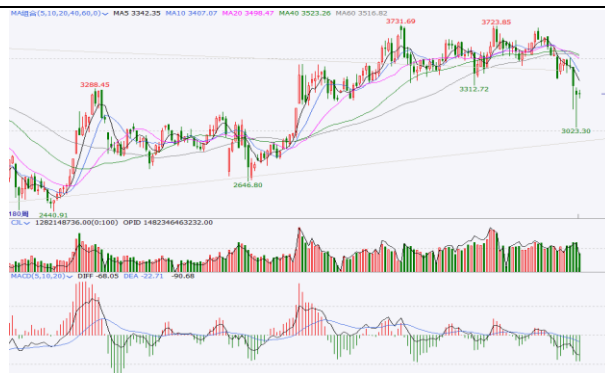 MA组合(5,10,20,40,60,0) MA5 3342.35 MA10 3407.07 MA20 3498.47 MA40 3523.26 MA60 3516.82
3731.69
3723.85
3288.45
3312.72
3023.30
2646.80
2440.91
180周
CJL 1282148736.00(0:100) OPID 1482346463232.00
MACD(5,10,20) DIFF -68.05 DEA -22.71 -90.68